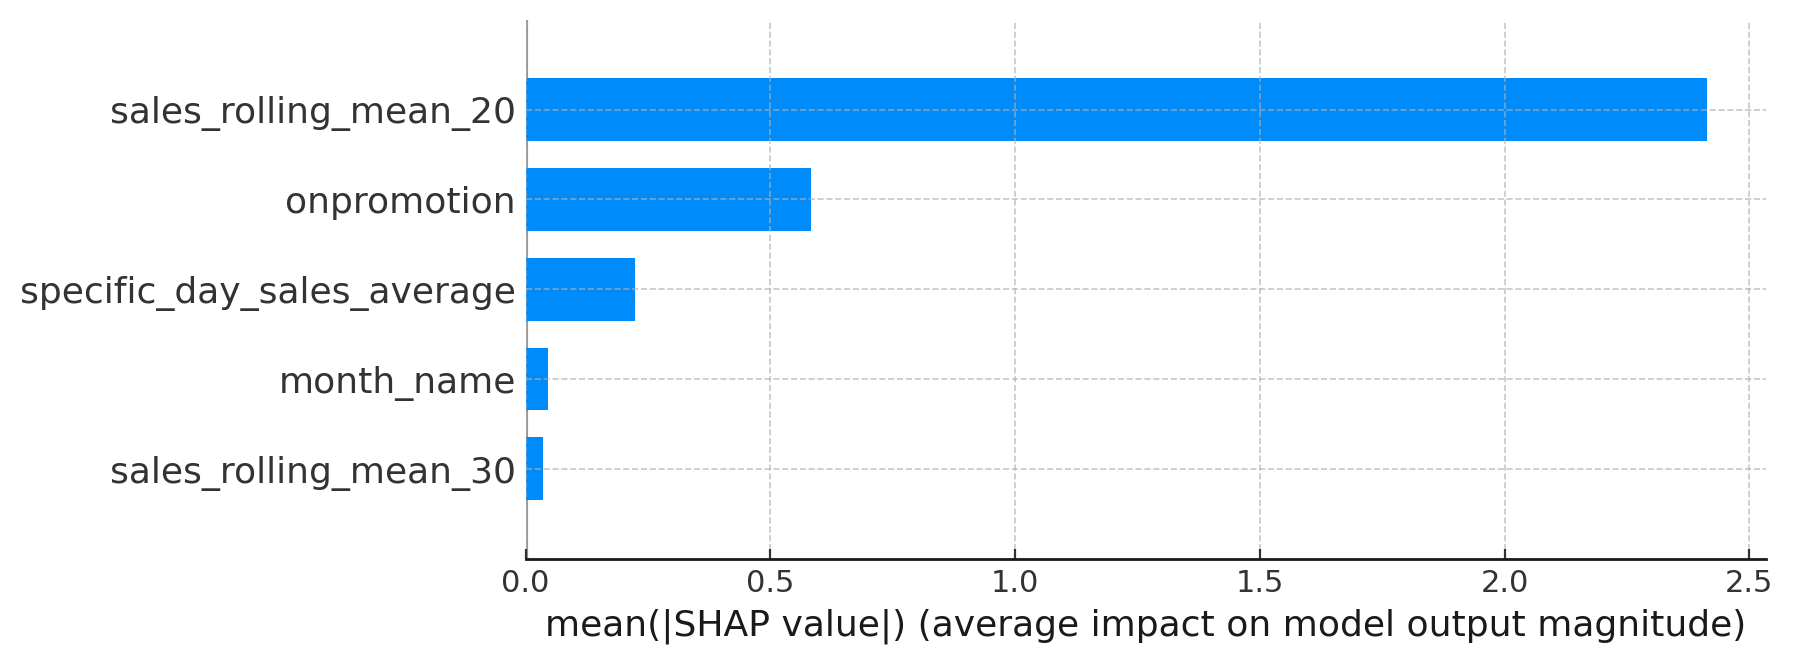 sales_rolling_mean_20
onpromotion
specific_day_sales_average
month_name
sales_rolling_mean_30
0.0 0.5 1.0 1.5 2.0 2.5
mean(|SHAP value|) (average impact on model output magnitude)